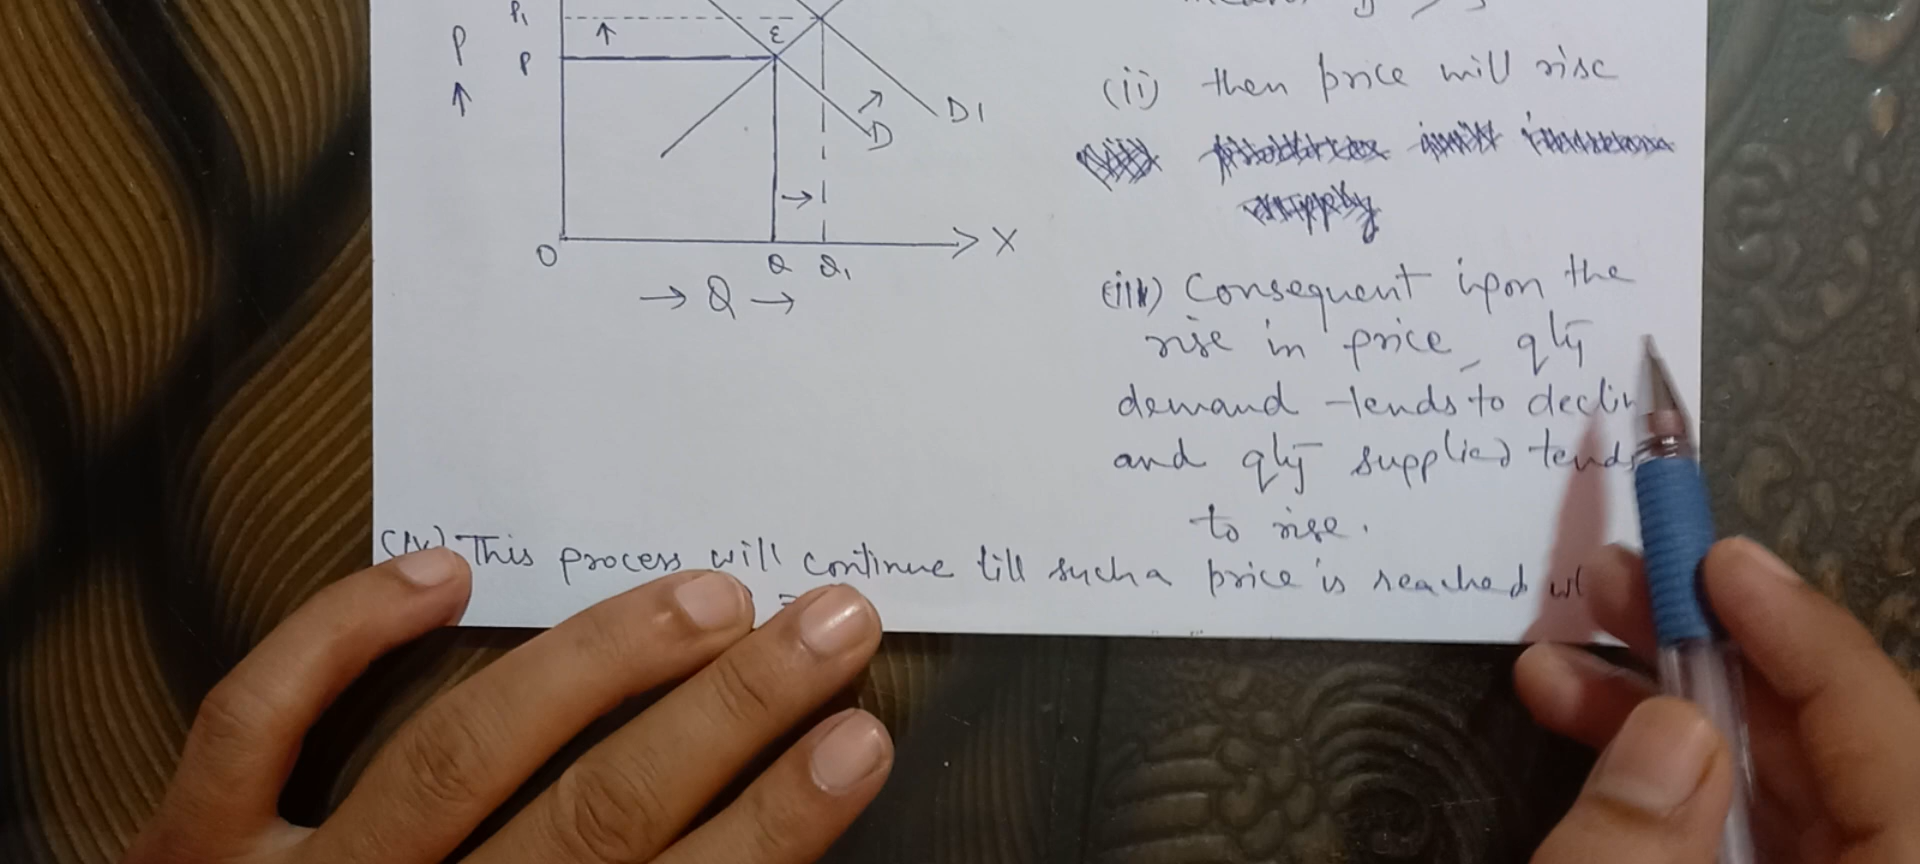 P1
P
P
E
D1
D
O
Q Q1
X
Q
(ii) then price will rise
(iii) Consequent upon the
rise in price, qty
demand tends to declin
and qty supplied tends
to rise.
(iv) This process will continue till such a price is reached w